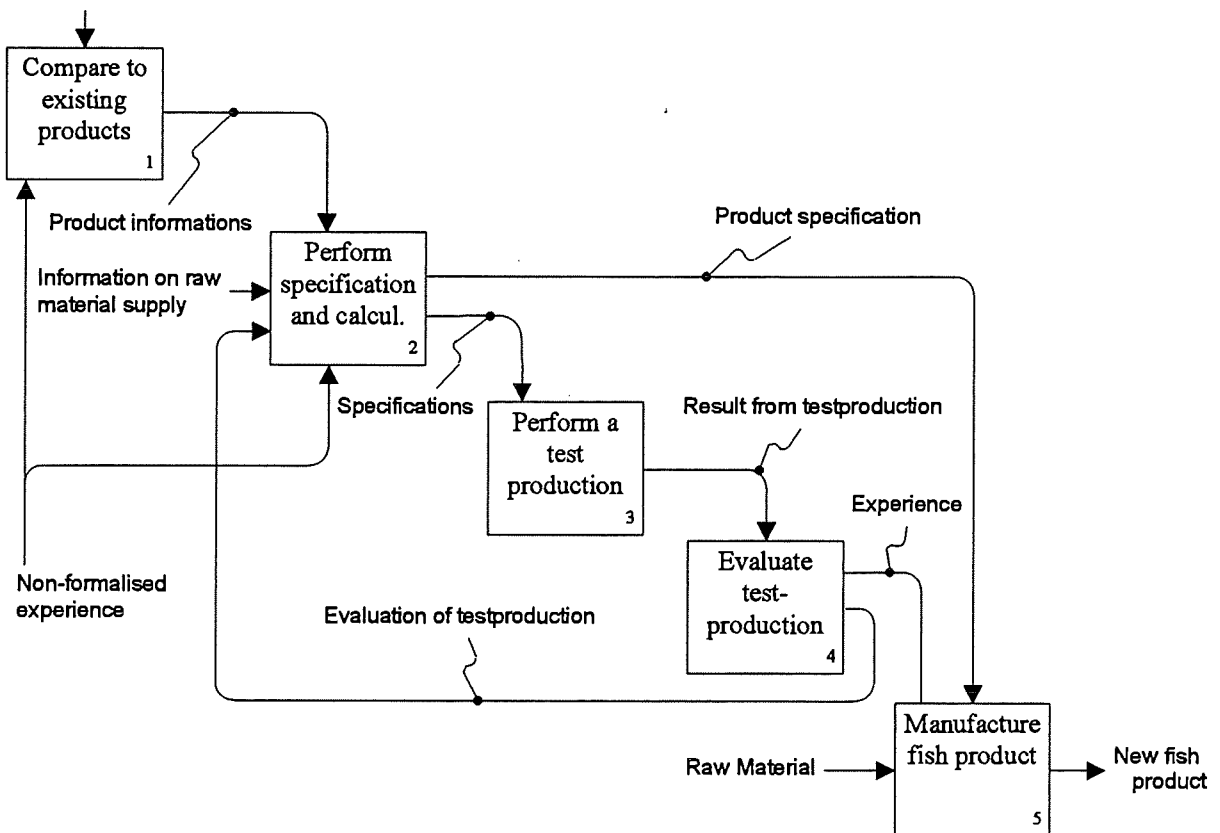 Compare to
existing
products
1
Product informations
Product specification
Information on raw
material supply
Perform
specification
and calcul.
2
Specifications
Result from testproduction
Perform a
test
production
3
Experience
Non-formalised
experience
Evaluation of testproduction
Evaluate
test-
production
4
Manufacture
fish product
5
Raw Material
New fish
product